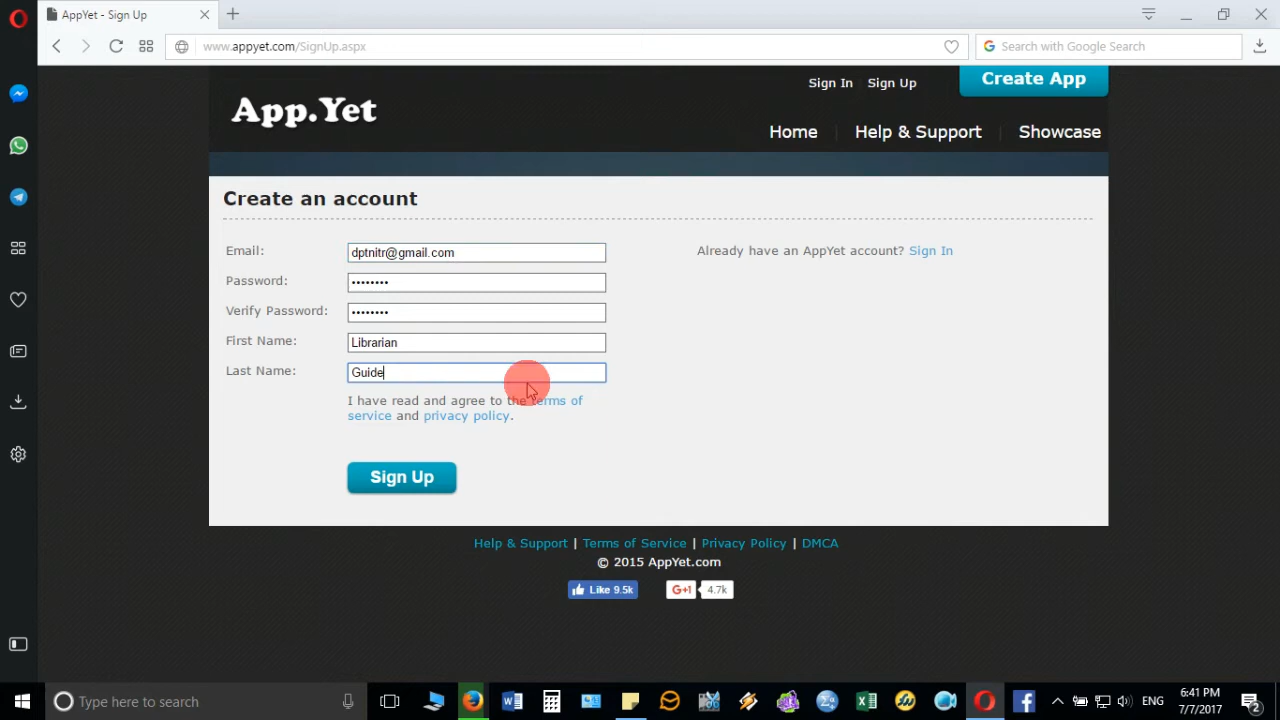 AppYet - Sign Up
www.appyet.com/SignUp.aspx
Search with Google Search
Sign In Sign Up Create App
App.Yet
Home Help & Support Showcase
Create an account
Email: dptnitr@gmail.com
Already have an AppYet account? Sign In
Password: ••••••••
Verify Password: ••••••••
First Name: Librarian
Last Name: Guide
I have read and agree to the terms of
service and privacy policy.
Sign Up
Help & Support | Terms of Service | Privacy Policy | DMCA
© 2015 AppYet.com
Like 9.5k G+1 4.7k
Type here to search
ENG
6:41 PM
7/7/2017
2